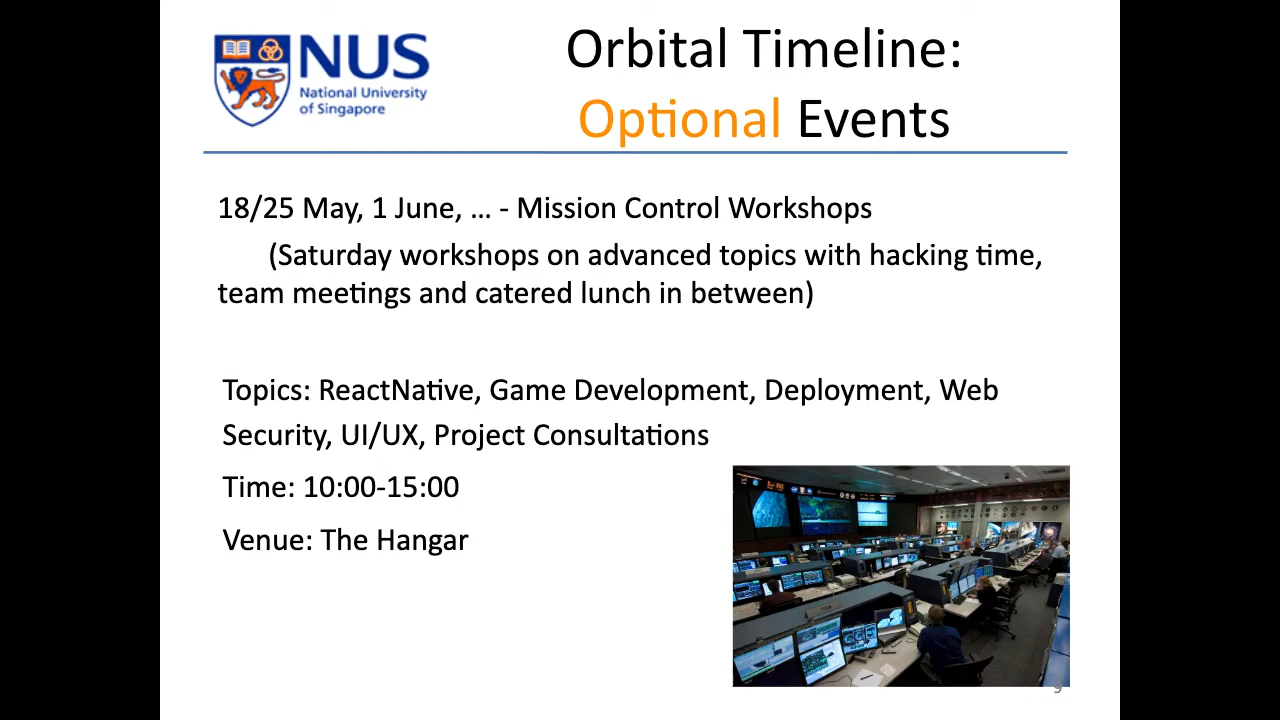 NUS
National University
of Singapore
Orbital Timeline:
Optional Events
18/25 May, 1 June, … - Mission Control Workshops
(Saturday workshops on advanced topics with hacking time,
team meetings and catered lunch in between)
Topics: ReactNative, Game Development, Deployment, Web
Security, UI/UX, Project Consultations
Time: 10:00-15:00
Venue: The Hangar
9